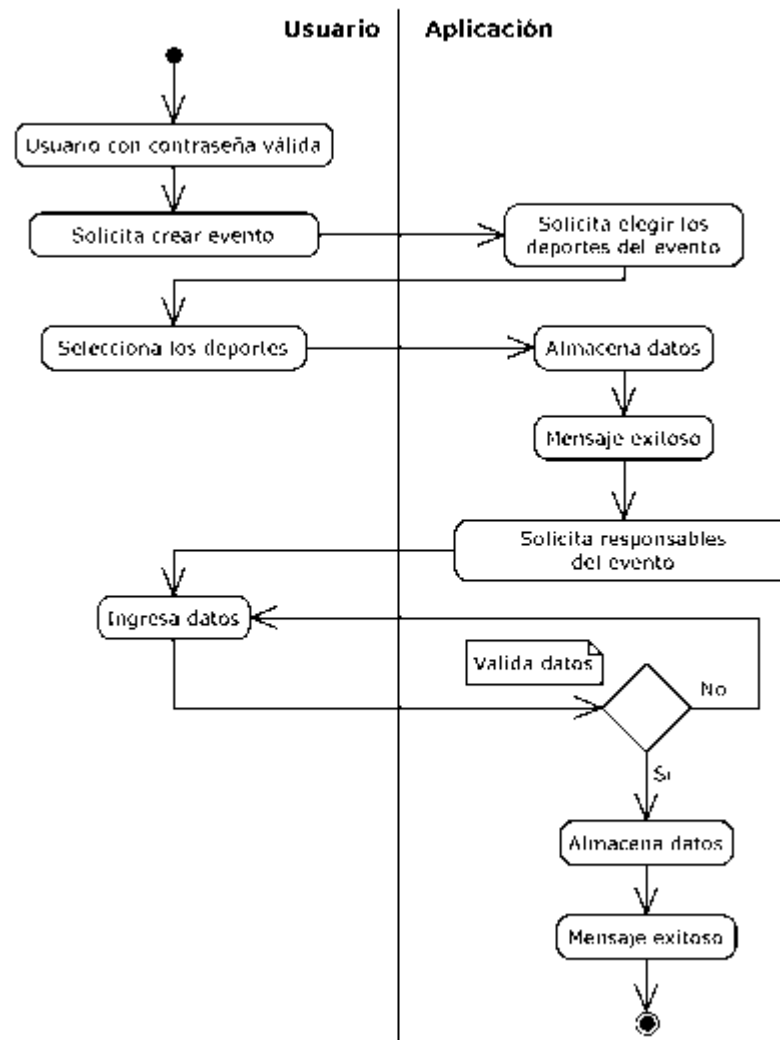 Usuario
Aplicación
Usuario con contraseña válida
Solicita crear evento
Solicita elegir los
deportes del evento
Selecciona los deportes
Almacena datos
Mensaje exitoso
Solicita responsables
del evento
Ingresa datos
Valida datos
No
Si
Almacena datos
Mensaje exitoso